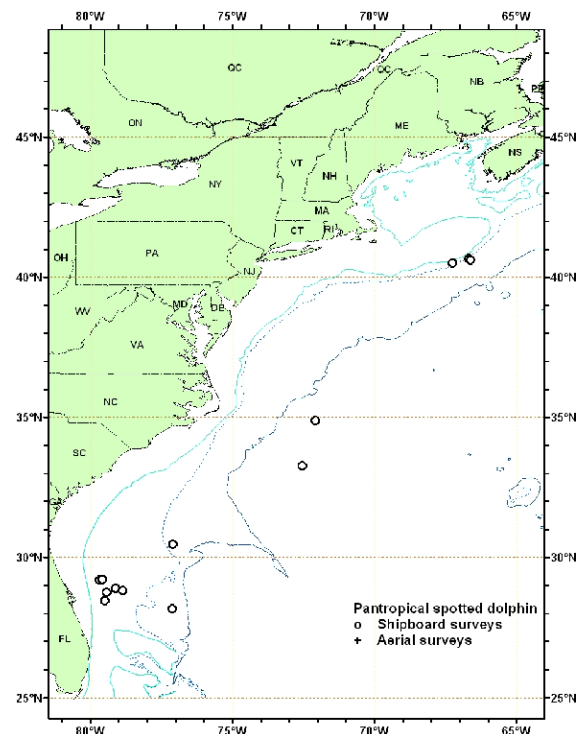 80°W 75°W 70°W 65°W
QC
QC
NB
PE
ON
ME
45°N 45°N
NS
VT
NH
NY
MA
CT RI
OH
PA
40°N 40°N
NJ
MD
DE
WV
VA
NC
35°N 35°N
SC
GA
30°N 30°N
Pantropical spotted dolphin
o Shipboard surveys
+ Aerial surveys
FL
25°N 25°N
80°W 75°W 70°W 65°W